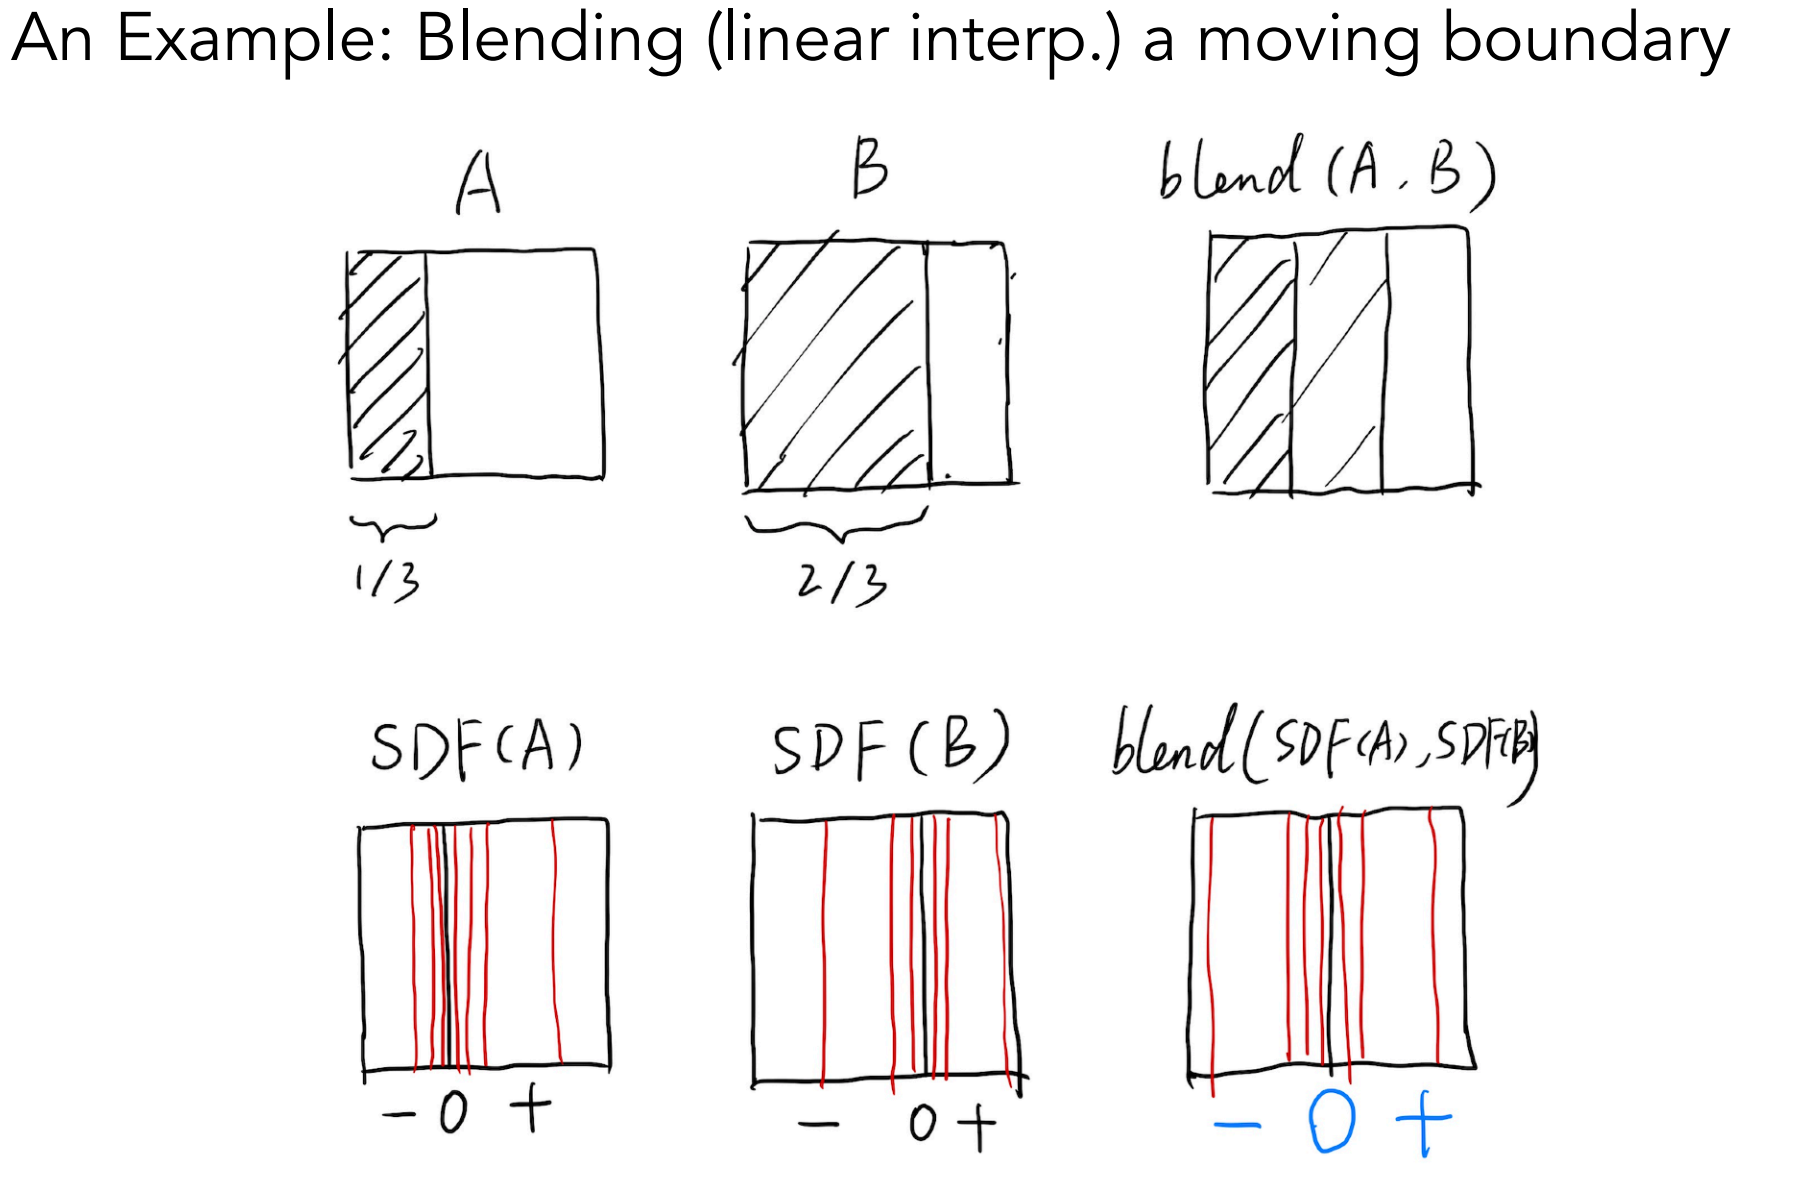 An Example: Blending (linear interp.) a moving boundary
A
B
blend (A, B)
1/3
2/3
SDF(A)
SDF (B)
blend(SDF(A), SDF(B))
- 0 +
- 0 +
- 0 +